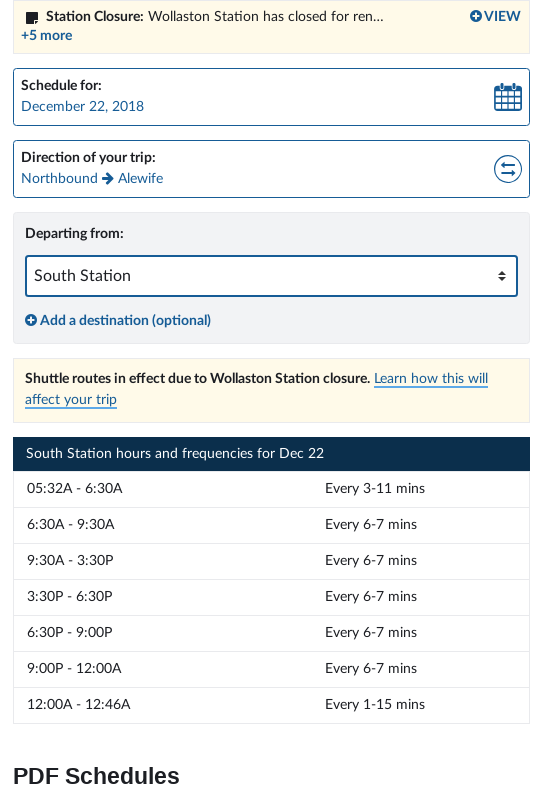 Station Closure: Wollaston Station has closed for ren... VIEW
+5 more
Schedule for:
December 22, 2018
Direction of your trip:
Northbound → Alewife
Departing from:
South Station
Add a destination (optional)
Shuttle routes in effect due to Wollaston Station closure. Learn how this will
affect your trip
South Station hours and frequencies for Dec 22
05:32A - 6:30A Every 3-11 mins
6:30A - 9:30A Every 6-7 mins
9:30A - 3:30P Every 6-7 mins
3:30P - 6:30P Every 6-7 mins
6:30P - 9:00P Every 6-7 mins
9:00P - 12:00A Every 6-7 mins
12:00A - 12:46A Every 1-15 mins
PDF Schedules